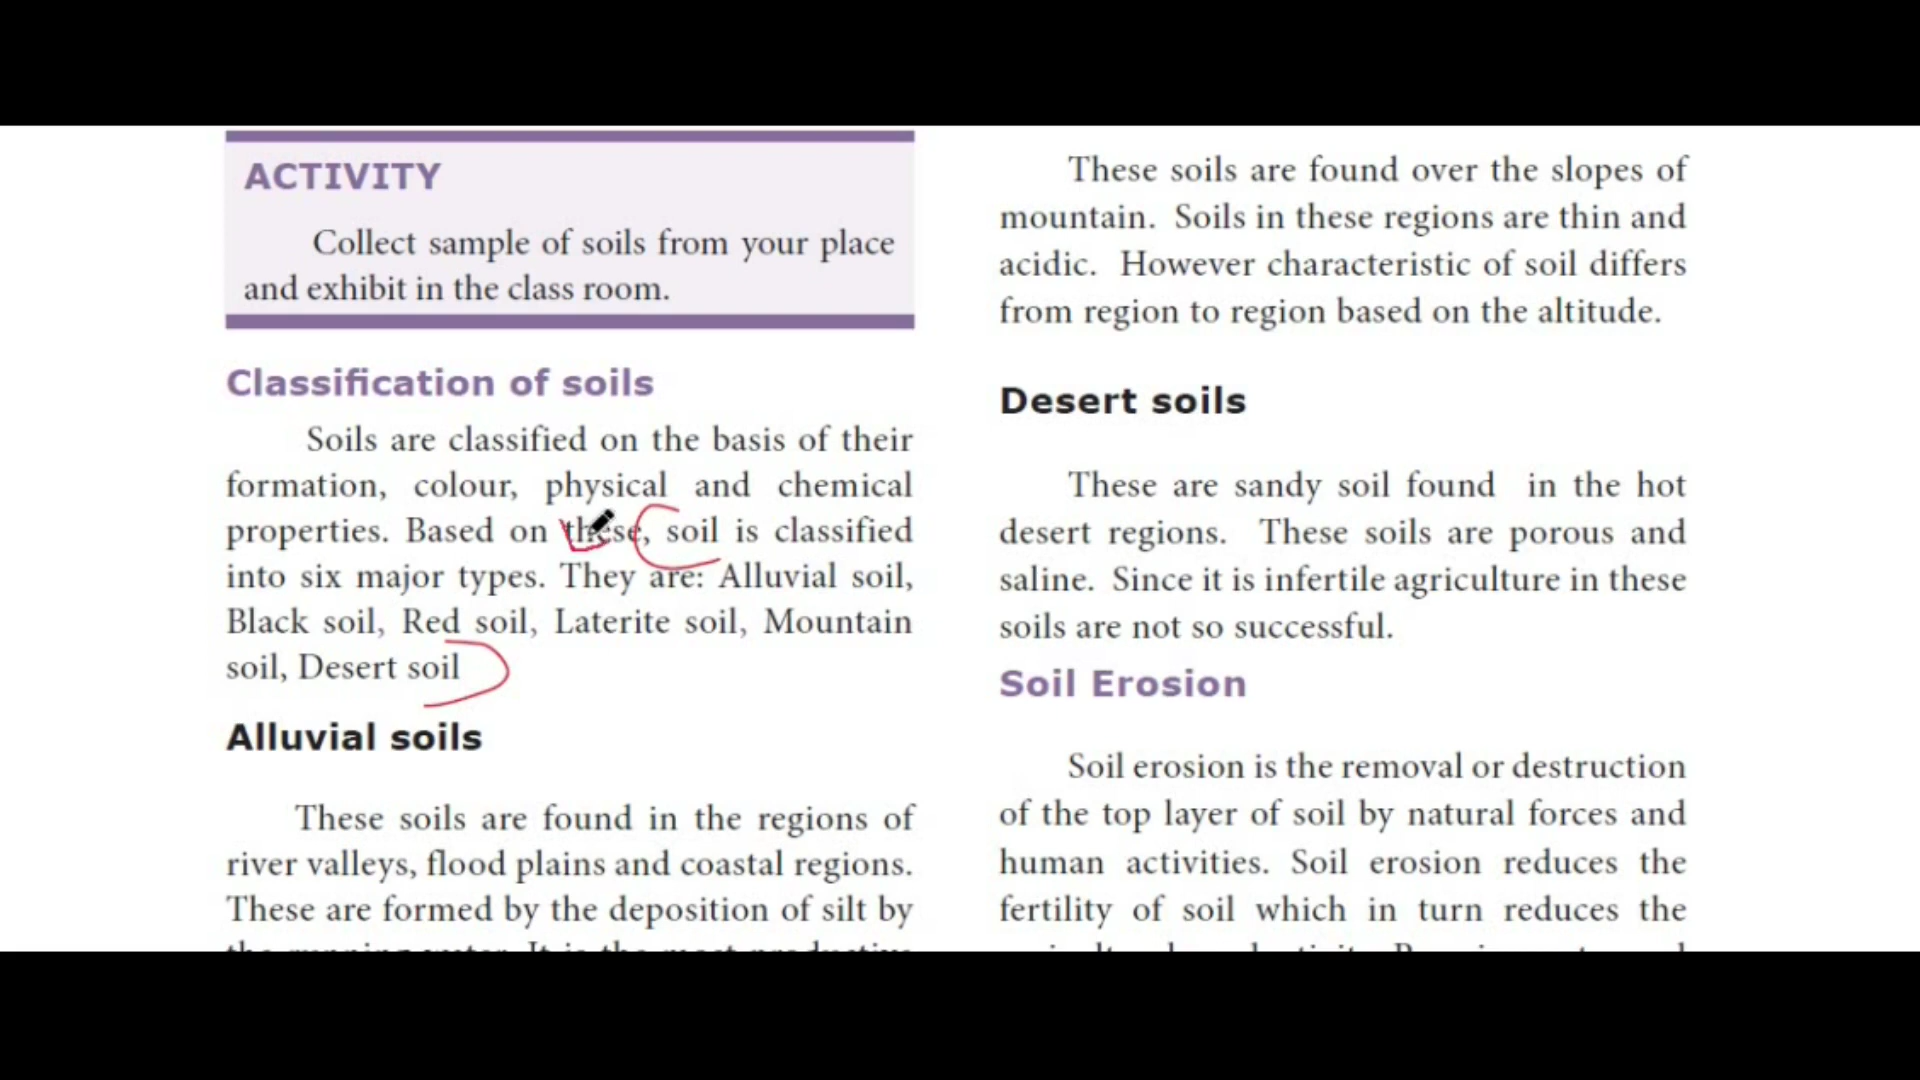 ACTIVITY
Collect sample of soils from your place
and exhibit in the class room.
Classification of soils
Soils are classified on the basis of their
formation, colour, physical and chemical
properties. Based on these, soil is classified
into six major types. They are: Alluvial soil,
Black soil, Red soil, Laterite soil, Mountain
soil, Desert soil
Alluvial soils
These soils are found in the regions of
river valleys, flood plains and coastal regions.
These are formed by the deposition of silt by
These soils are found over the slopes of
mountain. Soils in these regions are thin and
acidic. However characteristic of soil differs
from region to region based on the altitude.
Desert soils
These are sandy soil found in the hot
desert regions. These soils are porous and
saline. Since it is infertile agriculture in these
soils are not so successful.
Soil Erosion
Soil erosion is the removal or destruction
of the top layer of soil by natural forces and
human activities. Soil erosion reduces the
fertility of soil which in turn reduces the